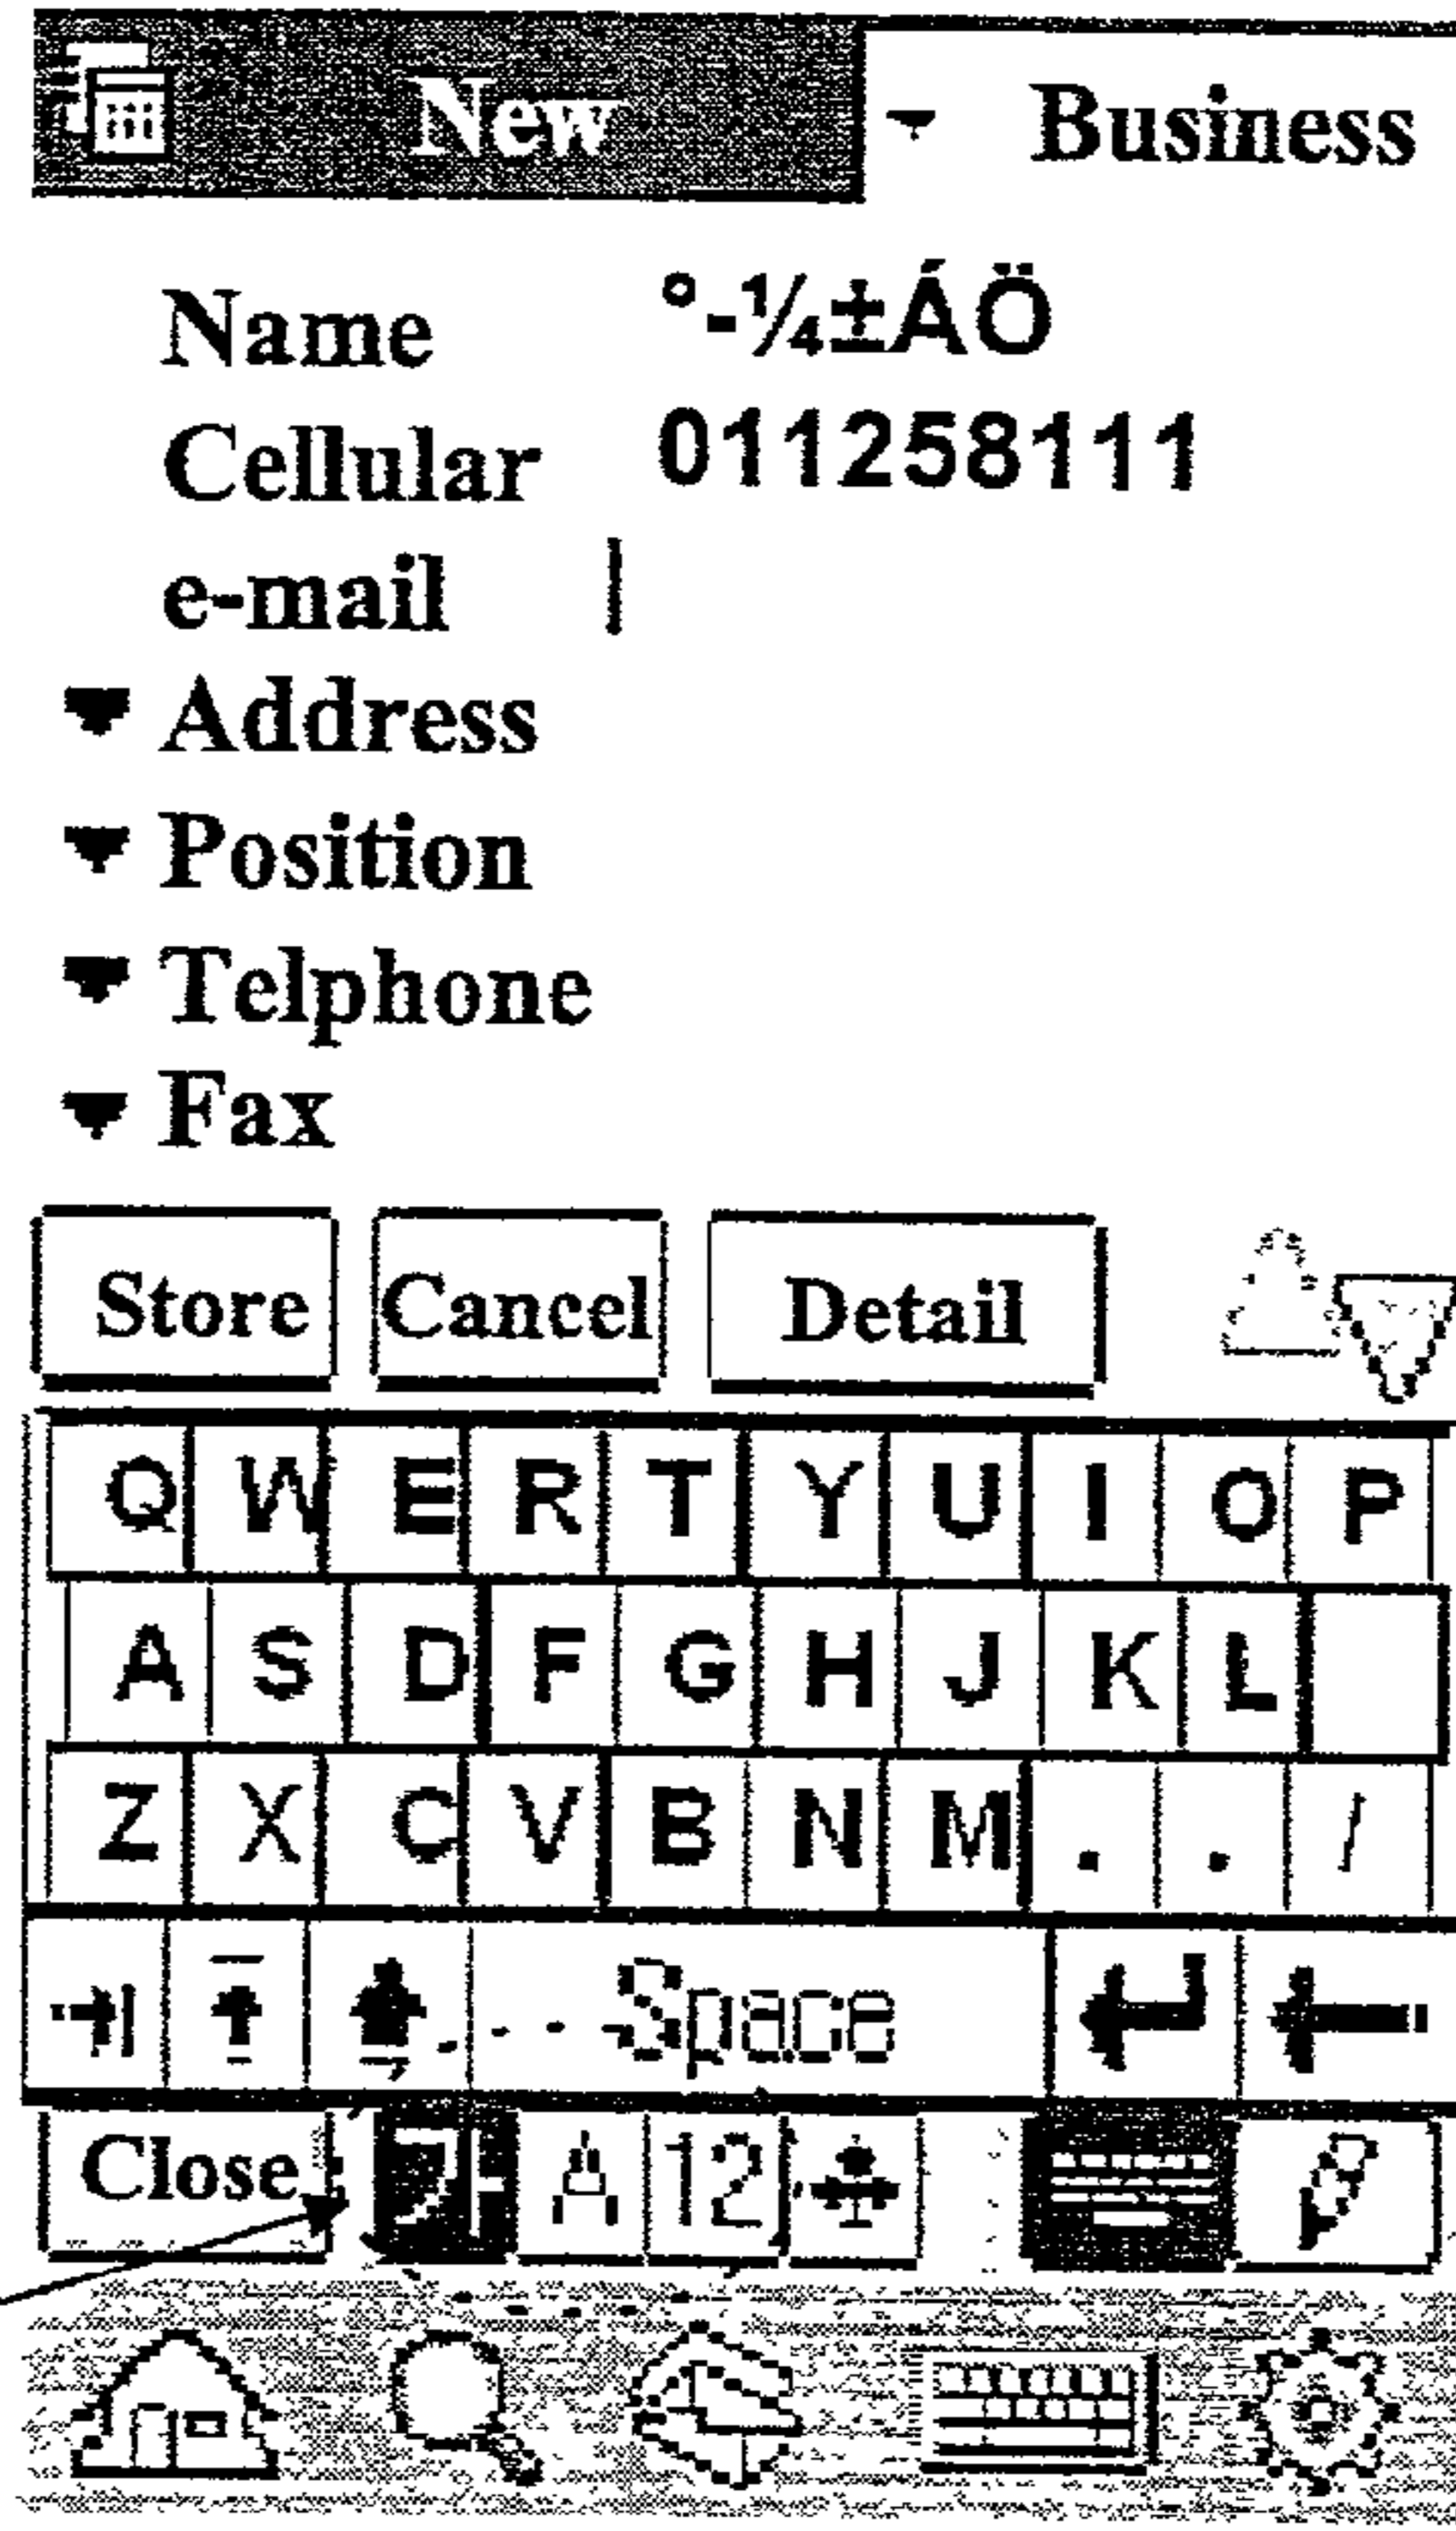 New Business
Name °-¼±ÁÖ
Cellular 011258111
e-mail
Address
Position
Telphone
Fax
Store Cancel Detail
Q W E R T Y U I O P
A S D F G H J K L
Z X C V B N M . . /
Space
Close 가 A 12